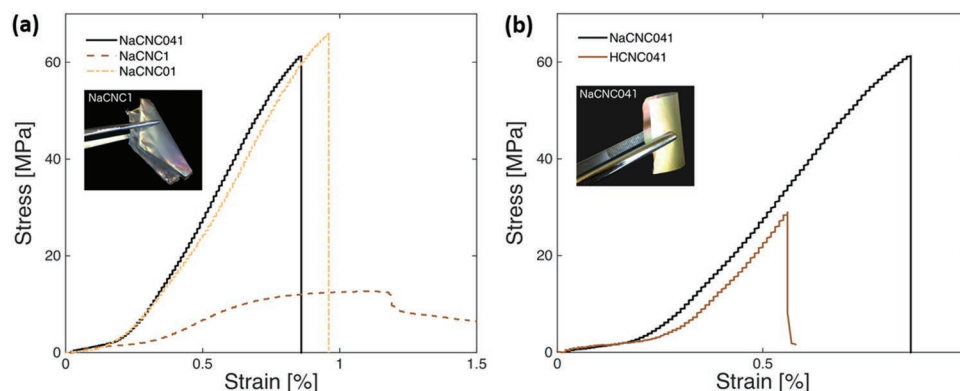 (a)
NaCNC041
NaCNC1
NaCNC01
NaCNC1
60
40
20
0
Stress [MPa]
0
0.5
1
1.5
Strain [%]
(b)
NaCNC041
HCNC041
NaCNC041
60
40
20
0
Stress [MPa]
0
0.5
Strain [%]